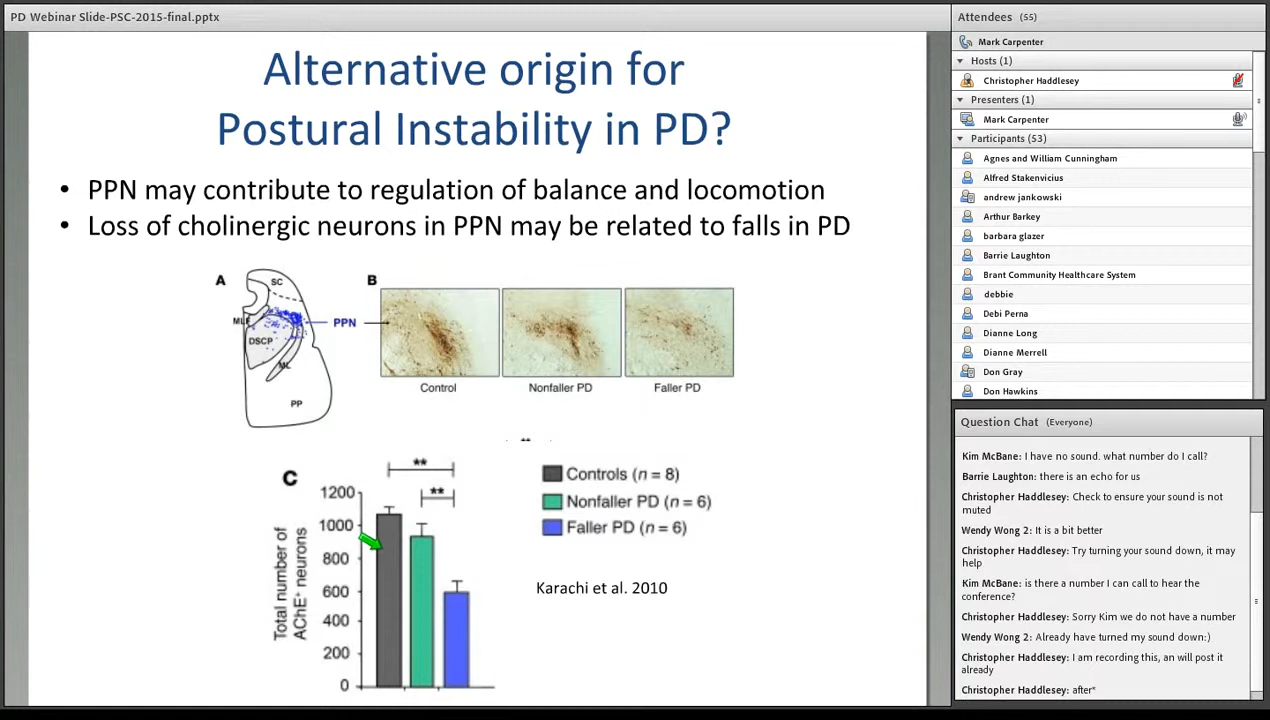 PD Webinar Slide-PSC-2015-final.pptx
Alternative origin for
Postural Instability in PD?
• PPN may contribute to regulation of balance and locomotion
• Loss of cholinergic neurons in PPN may be related to falls in PD
A
SC
MLF
DSCP
ML
PP
PPN
B
Control
Nonfaller PD
Faller PD
**
C
**
**
Total number of
AChE+ neurons
1200
1000
800
600
400
200
0
Controls (n = 8)
Nonfaller PD (n = 6)
Faller PD (n = 6)
Karachi et al. 2010
Attendees (55)
Mark Carpenter
Hosts (1)
Christopher Haddlesey
Presenters (1)
Mark Carpenter
Participants (53)
Agnes and William Cunningham
Alfred Stakenvicius
andrew jankowski
Arthur Barkey
barbara glazer
Barrie Laughton
Brant Community Healthcare System
debbie
Debi Perna
Dianne Long
Dianne Merrell
Don Gray
Don Hawkins
Question Chat (Everyone)
Kim McBane: I have no sound. what number do I call?
Barrie Laughton: there is an echo for us
Christopher Haddlesey: Check to ensure your sound is not
muted
Wendy Wong 2: It is a bit better
Christopher Haddlesey: Try turning your sound down, it may
help
Kim McBane: is there a number I can call to hear the
conference?
Christopher Haddlesey: Sorry Kim we do not have a number
Wendy Wong 2: Already have turned my sound down:)
Christopher Haddlesey: I am recording this, an will post it
already
Christopher Haddlesey: after*